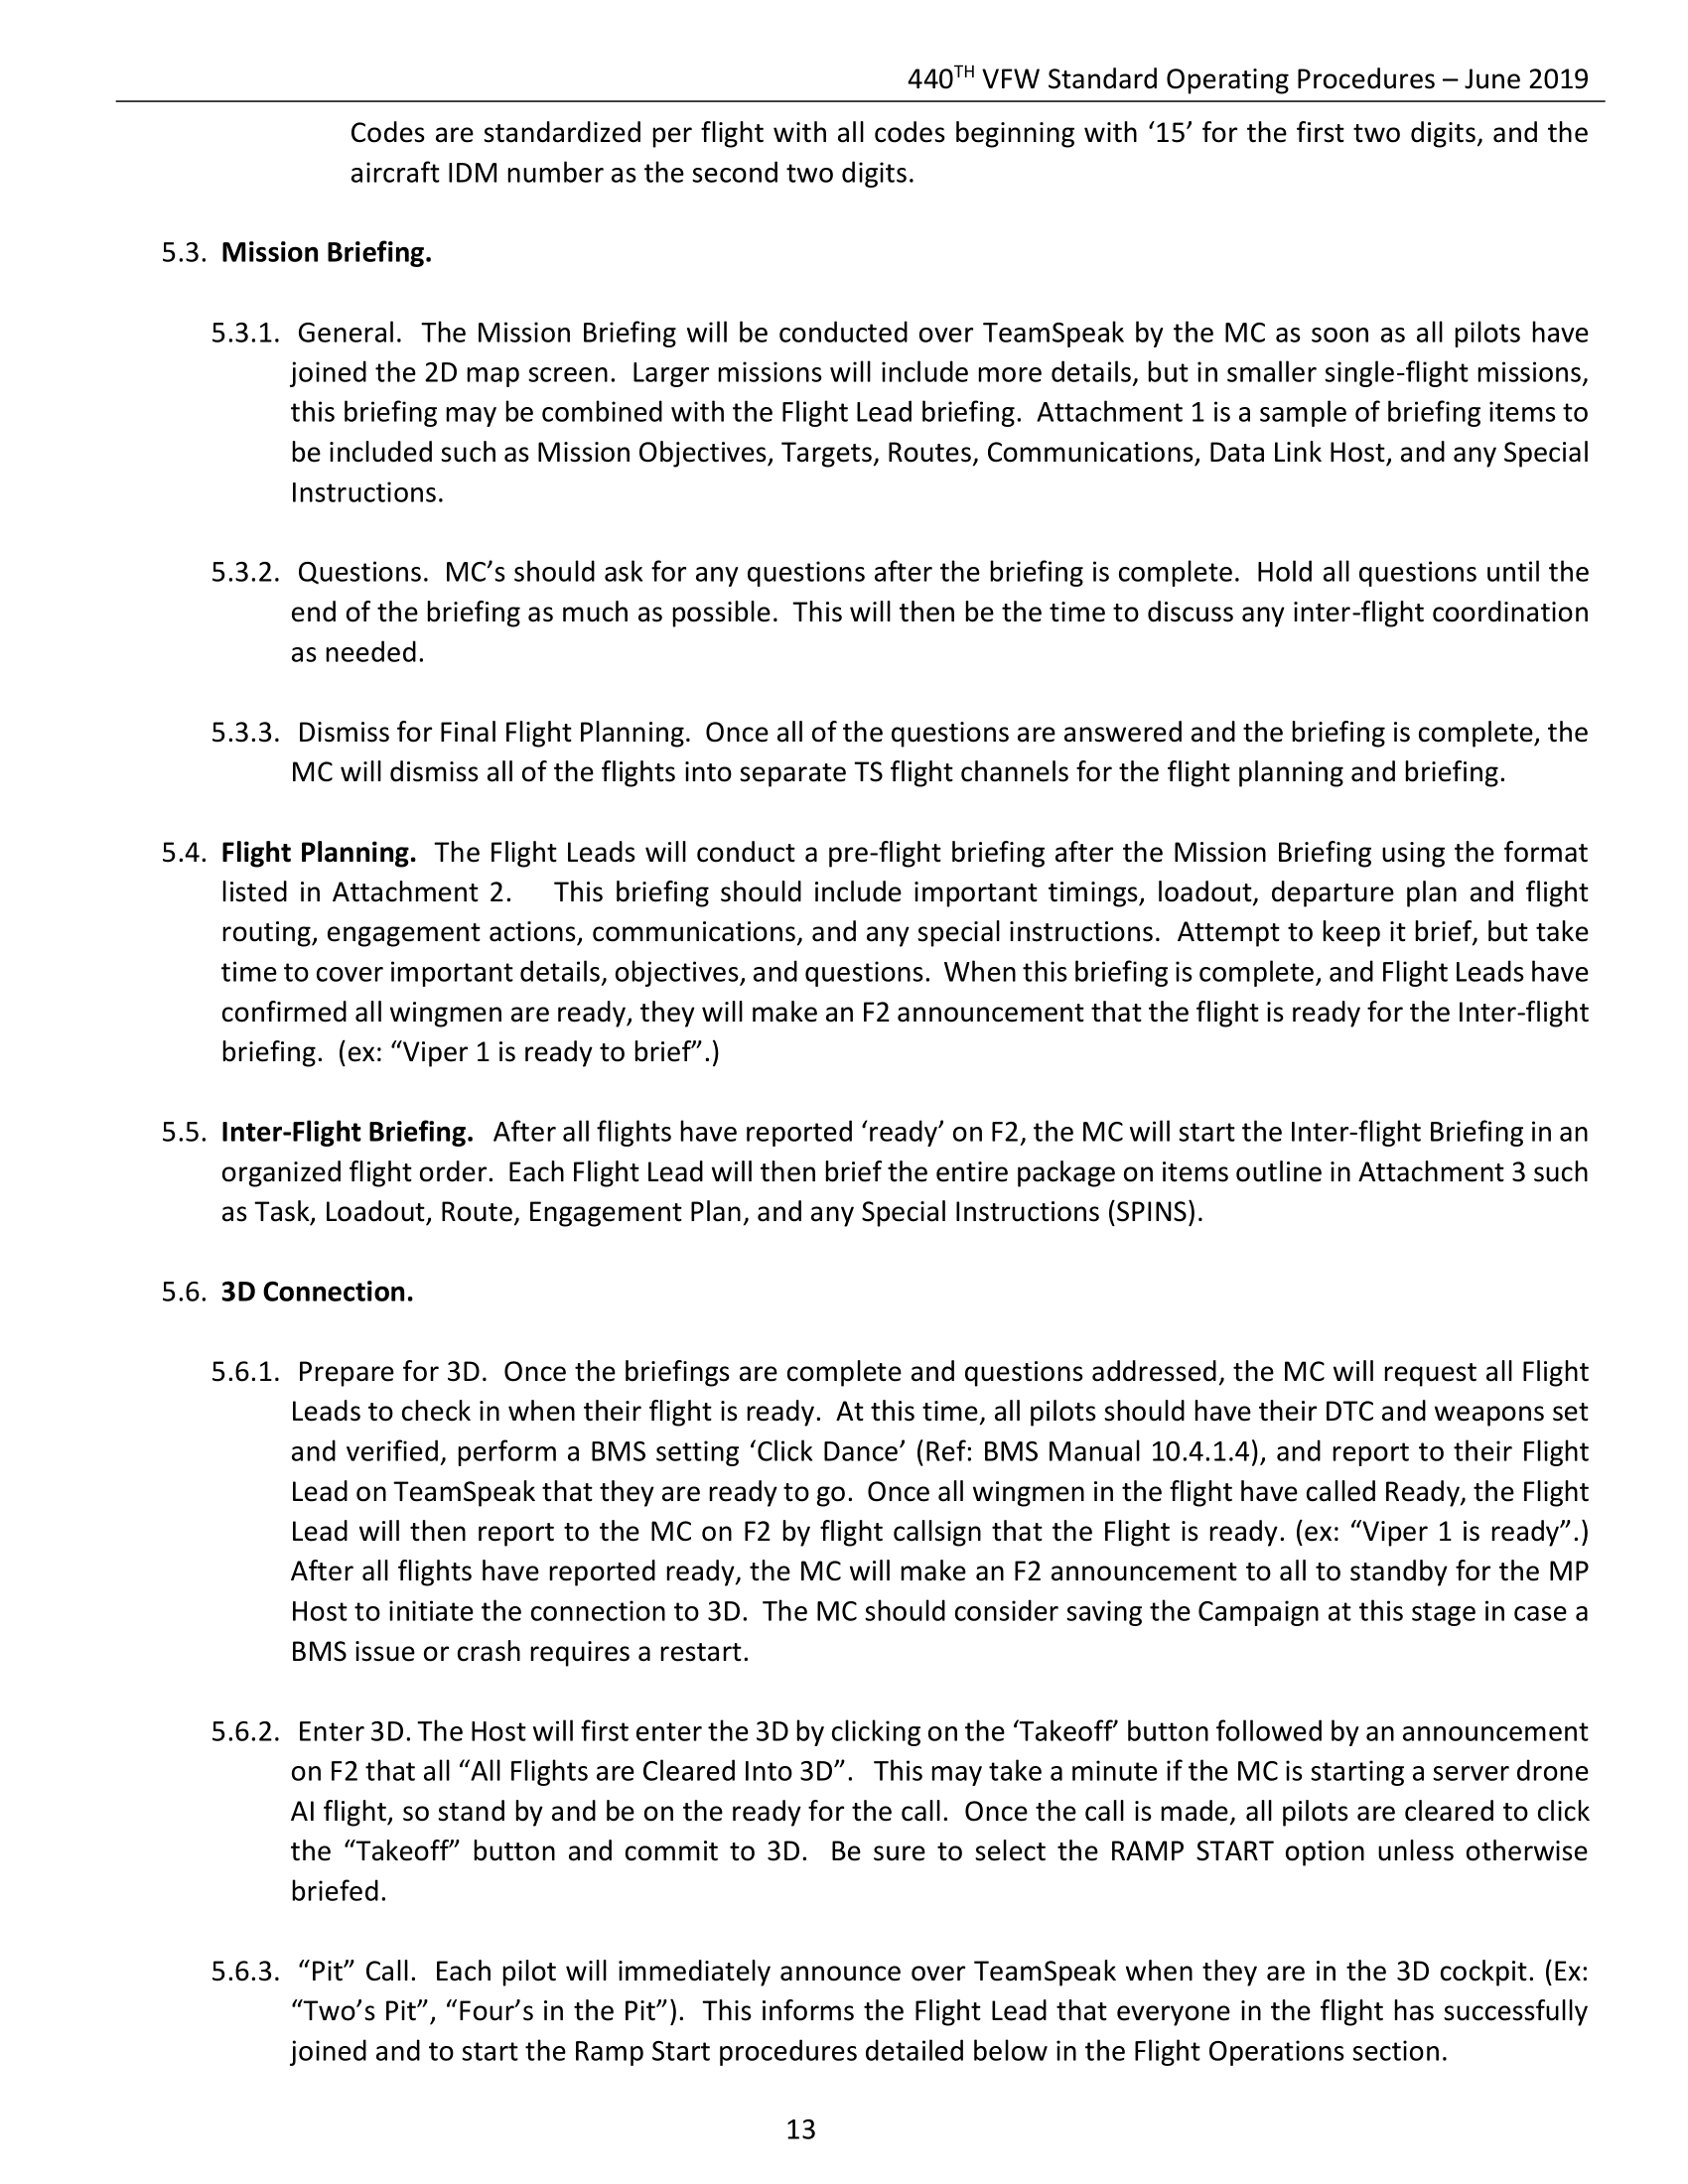 440TH VFW Standard Operating Procedures – June 2019
Codes are standardized per flight with all codes beginning with ‘15’ for the first two digits, and the
aircraft IDM number as the second two digits.
5.3. Mission Briefing.
5.3.1. General. The Mission Briefing will be conducted over TeamSpeak by the MC as soon as all pilots have
joined the 2D map screen. Larger missions will include more details, but in smaller single-flight missions,
this briefing may be combined with the Flight Lead briefing. Attachment 1 is a sample of briefing items to
be included such as Mission Objectives, Targets, Routes, Communications, Data Link Host, and any Special
Instructions.
5.3.2. Questions. MC’s should ask for any questions after the briefing is complete. Hold all questions until the
end of the briefing as much as possible. This will then be the time to discuss any inter-flight coordination
as needed.
5.3.3. Dismiss for Final Flight Planning. Once all of the questions are answered and the briefing is complete, the
MC will dismiss all of the flights into separate TS flight channels for the flight planning and briefing.
5.4. Flight Planning. The Flight Leads will conduct a pre-flight briefing after the Mission Briefing using the format
listed in Attachment 2. This briefing should include important timings, loadout, departure plan and flight
routing, engagement actions, communications, and any special instructions. Attempt to keep it brief, but take
time to cover important details, objectives, and questions. When this briefing is complete, and Flight Leads have
confirmed all wingmen are ready, they will make an F2 announcement that the flight is ready for the Inter-flight
briefing. (ex: “Viper 1 is ready to brief”.)
5.5. Inter-Flight Briefing. After all flights have reported ‘ready’ on F2, the MC will start the Inter-flight Briefing in an
organized flight order. Each Flight Lead will then brief the entire package on items outline in Attachment 3 such
as Task, Loadout, Route, Engagement Plan, and any Special Instructions (SPINS).
5.6. 3D Connection.
5.6.1. Prepare for 3D. Once the briefings are complete and questions addressed, the MC will request all Flight
Leads to check in when their flight is ready. At this time, all pilots should have their DTC and weapons set
and verified, perform a BMS setting ‘Click Dance’ (Ref: BMS Manual 10.4.1.4), and report to their Flight
Lead on TeamSpeak that they are ready to go. Once all wingmen in the flight have called Ready, the Flight
Lead will then report to the MC on F2 by flight callsign that the Flight is ready. (ex: “Viper 1 is ready”.)
After all flights have reported ready, the MC will make an F2 announcement to all to standby for the MP
Host to initiate the connection to 3D. The MC should consider saving the Campaign at this stage in case a
BMS issue or crash requires a restart.
5.6.2. Enter 3D. The Host will first enter the 3D by clicking on the ‘Takeoff’ button followed by an announcement
on F2 that all “All Flights are Cleared Into 3D”. This may take a minute if the MC is starting a server drone
AI flight, so stand by and be on the ready for the call. Once the call is made, all pilots are cleared to click
the “Takeoff” button and commit to 3D. Be sure to select the RAMP START option unless otherwise
briefed.
5.6.3. “Pit” Call. Each pilot will immediately announce over TeamSpeak when they are in the 3D cockpit. (Ex:
“Two’s Pit”, “Four’s in the Pit”). This informs the Flight Lead that everyone in the flight has successfully
joined and to start the Ramp Start procedures detailed below in the Flight Operations section.
13